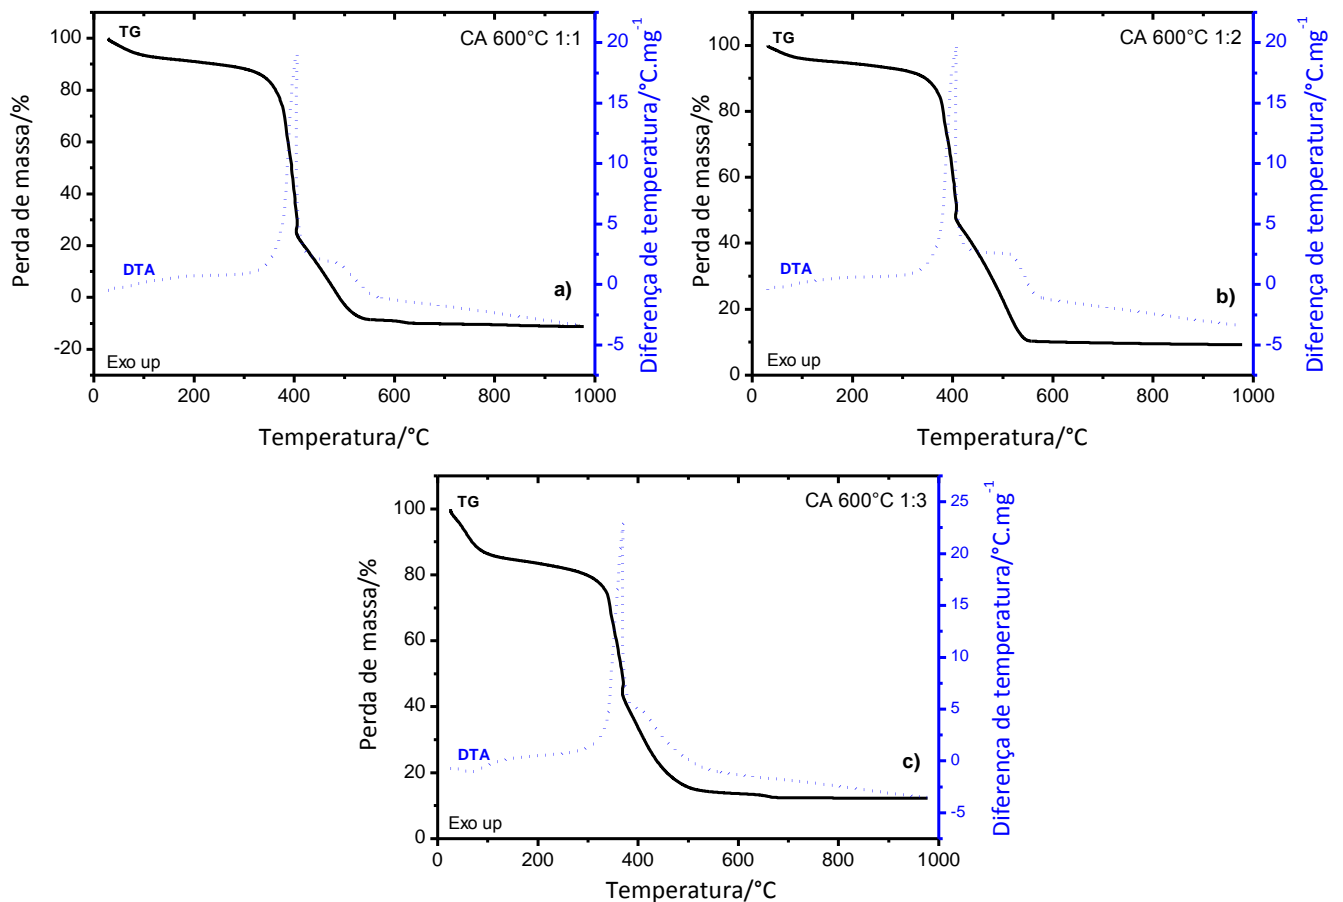 TG
CA 600°C 1:1
100
80
60
40
20
0
-20
Perda de massa/%
20
15
10
5
0
-5
Diferença de temperatura/°C.mg⁻¹
DTA
a)
Exo up
0 200 400 600 800 1000
Temperatura/°C
TG
CA 600°C 1:2
100
80
60
40
20
0
Perda de massa/%
20
15
10
5
0
-5
Diferença de temperatura/°C.mg⁻¹
DTA
b)
Exo up
0 200 400 600 800 1000
Temperatura/°C
TG
CA 600°C 1:3
100
80
60
40
20
0
Perda de massa/%
25
20
15
10
5
0
-5
Diferença de temperatura/°C.mg⁻¹
DTA
c)
Exo up
0 200 400 600 800 1000
Temperatura/°C